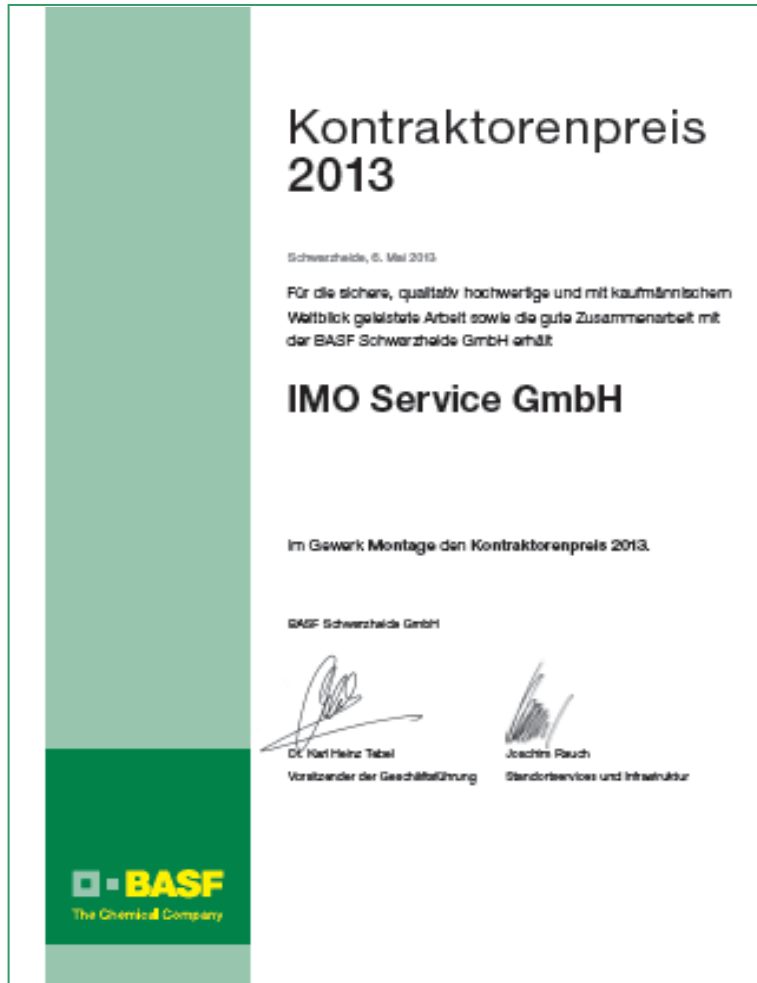 Kontraktorenpreis
2013
Schwarzheide, 6. Mai 2013
Für die sichere, qualitativ hochwertige und mit kaufmännischem
Weitblick geleistete Arbeit sowie die gute Zusammenarbeit mit
der BASF Schwarzheide GmbH erhält
IMO Service GmbH
im Gewerk Montage den Kontraktorenpreis 2013.
BASF Schwarzheide GmbH
Dr. Karl Heinz Tebel Joachim Rauch
Vorsitzender der Geschäftsführung Standortservices und Infrastruktur
BASF
The Chemical Company